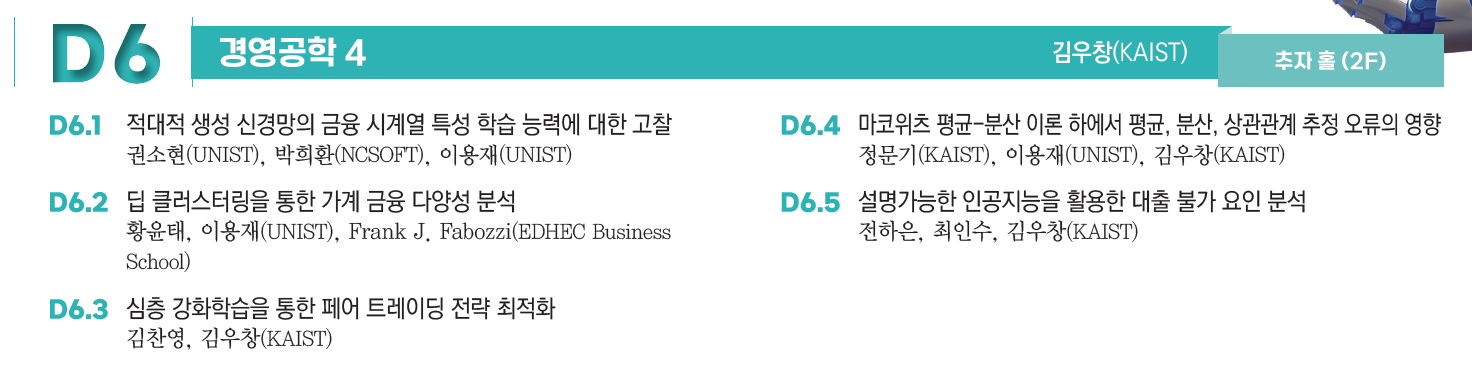 D6
경영공학 4
김우창(KAIST)
추자 홀 (2F)
D6.1 적대적 생성 신경망의 금융 시계열 특성 학습 능력에 대한 고찰
권소현(UNIST), 박희환(NCSOFT), 이용재(UNIST)
D6.2 딥 클러스터링을 통한 가계 금융 다양성 분석
황윤태, 이용재(UNIST), Frank J. Fabozzi(EDHEC Business
School)
D6.3 심층 강화학습을 통한 페어 트레이딩 전략 최적화
김찬영, 김우창(KAIST)
D6.4 마코위츠 평균-분산 이론 하에서 평균, 분산, 상관관계 추정 오류의 영향
정문기(KAIST), 이용재(UNIST), 김우창(KAIST)
D6.5 설명가능한 인공지능을 활용한 대출 불가 요인 분석
전하은, 최인수, 김우창(KAIST)